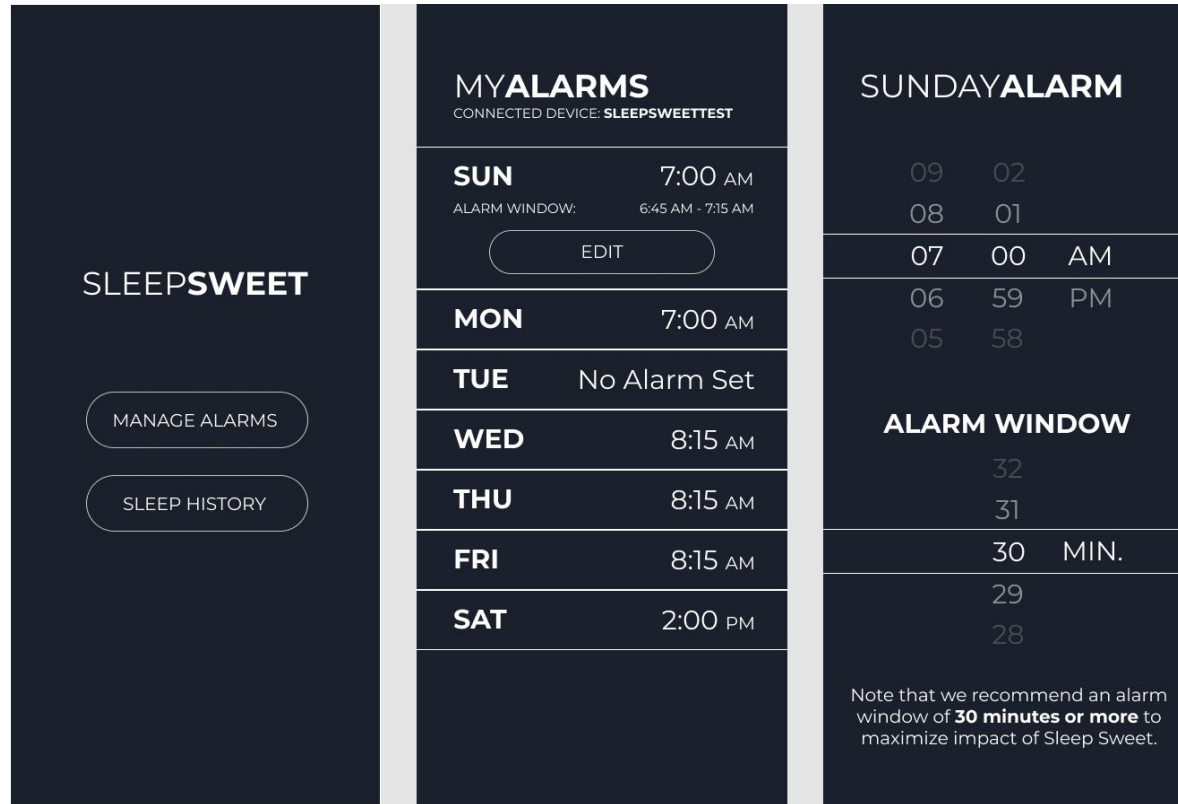 SLEEPSWEET
MANAGE ALARMS
SLEEP HISTORY
MYALARMS
CONNECTED DEVICE: SLEEPSWEETTEST
SUN 7:00 AM
ALARM WINDOW: 6:45 AM - 7:15 AM
EDIT
MON 7:00 AM
TUE No Alarm Set
WED 8:15 AM
THU 8:15 AM
FRI 8:15 AM
SAT 2:00 PM
SUNDAYALARM
09 02
08 01
07 00 AM
06 59 PM
05 58
ALARM WINDOW
32
31
30 MIN.
29
28
Note that we recommend an alarm
window of 30 minutes or more to
maximize impact of Sleep Sweet.